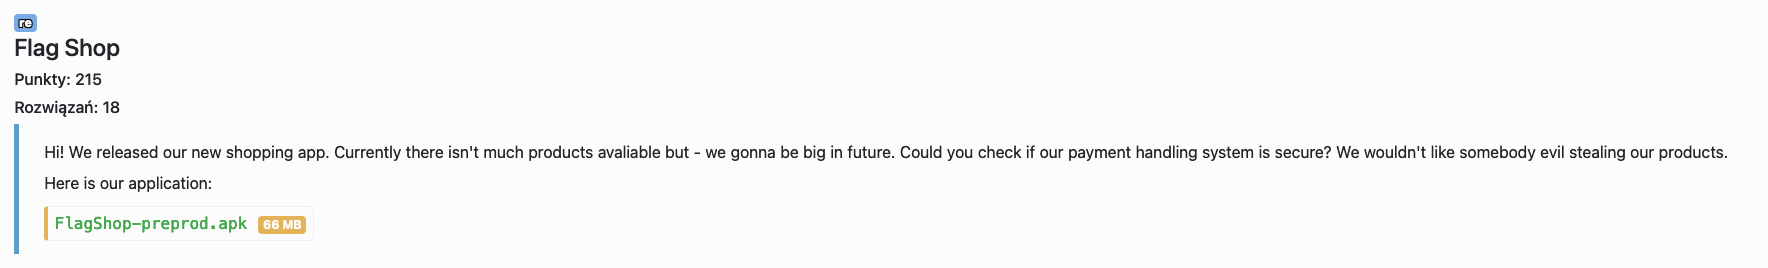 re
Flag Shop
Punkty: 215
Rozwiązań: 18
Hi! We released our new shopping app. Currently there isn't much products avaliable but - we gonna be big in future. Could you check if our payment handling system is secure? We wouldn't like somebody evil stealing our products.
Here is our application:
FlagShop-preprod.apk 66 MB